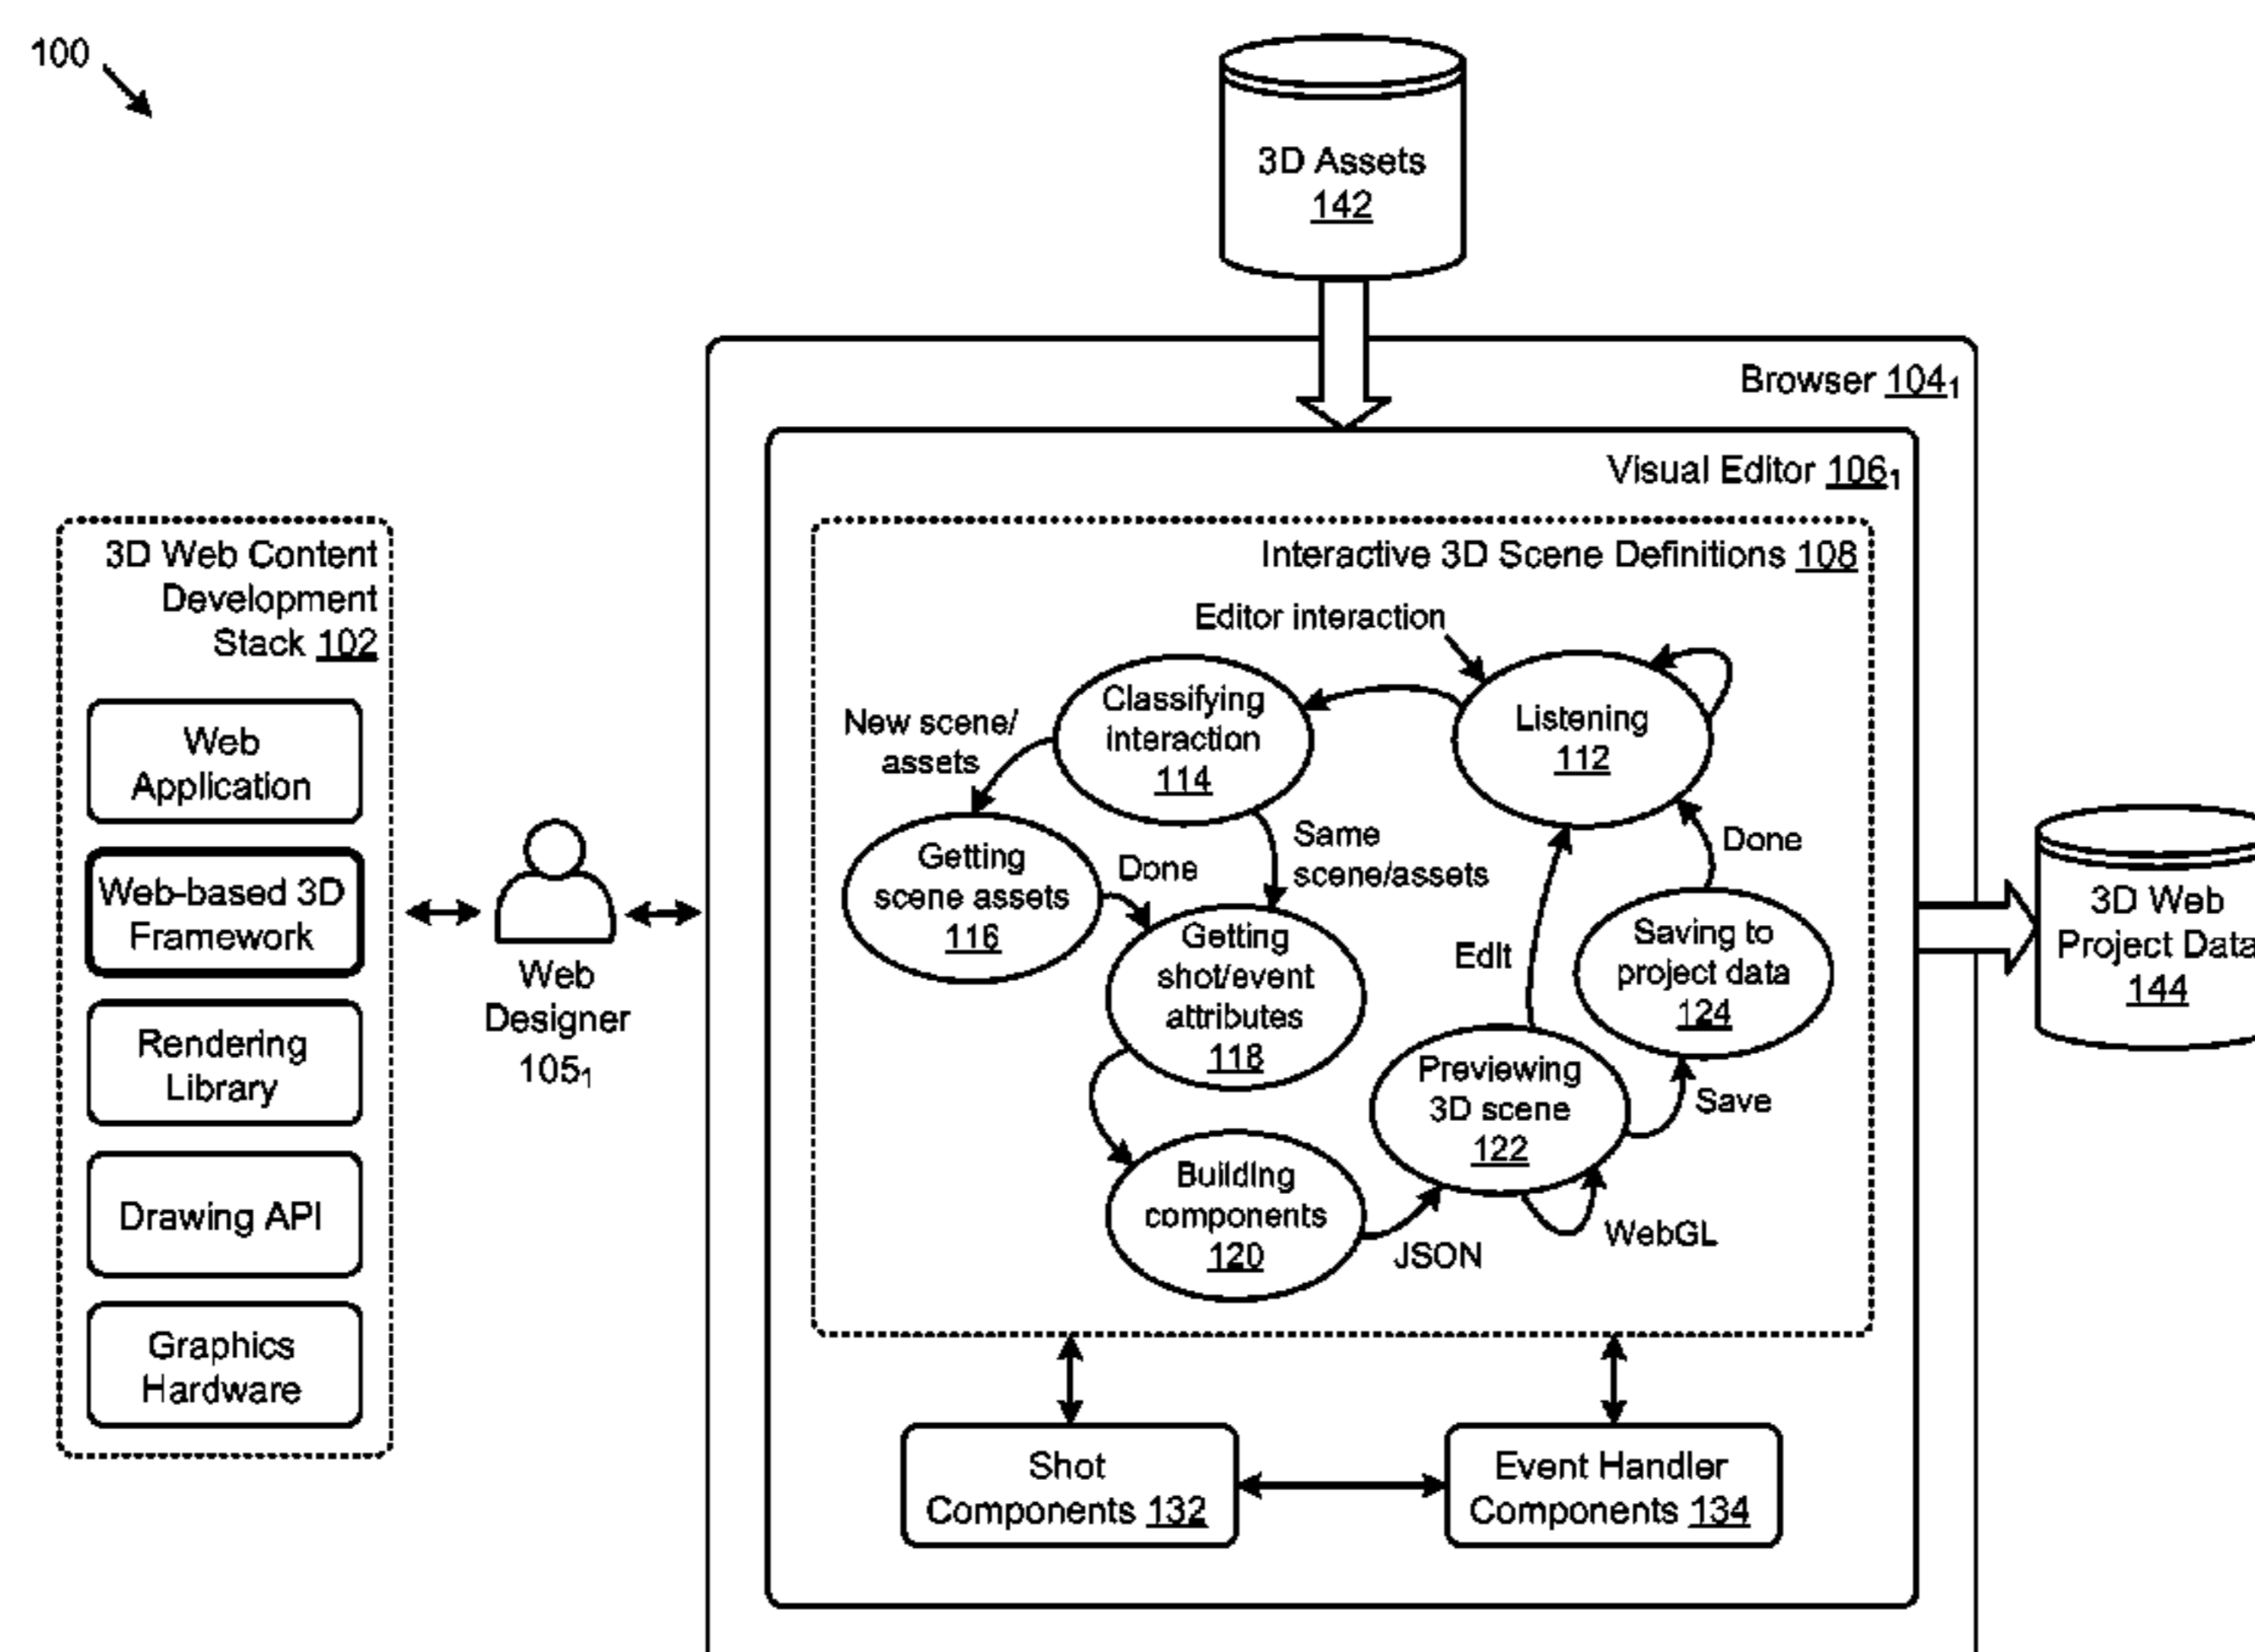 100
3D Assets
142
Browser 104₁
Visual Editor 106₁
3D Web Content
Development
Stack 102
Web
Application
Web-based 3D
Framework
Rendering
Library
Drawing API
Graphics
Hardware
Web
Designer
105₁
Interactive 3D Scene Definitions 108
Editor interaction
Classifying
interaction
114
Listening
112
New scene/
assets
Getting
scene assets
116
Done
Same
scene/assets
Getting
shot/event
attributes
118
Done
Edit
Saving to
project data
124
Previewing
3D scene
122
Save
Building
components
120
JSON
WebGL
Shot
Components 132
Event Handler
Components 134
3D Web
Project Data
144